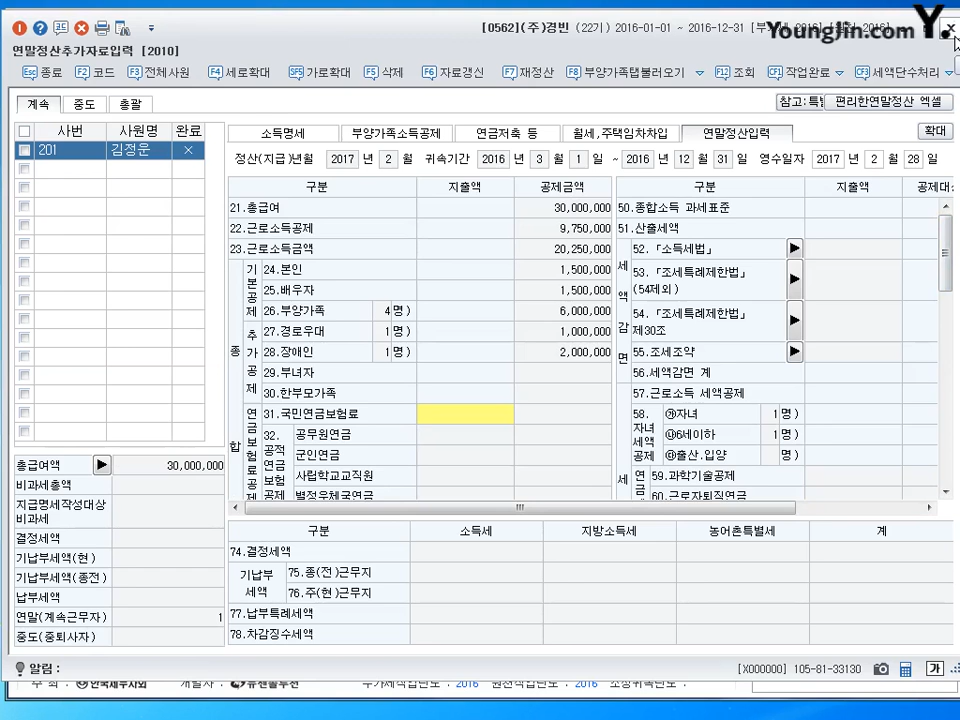 [0562](주)경빈 (22기) 2016-01-01 ~ 2016-12-31
Youngjin.com Y.
연말정산추가자료입력 [2010]
Esc 종료 F2 코드 F3 전체사원 F4 세로확대 SF5 가로확대 F5 삭제 F6 자료갱신 F7 재정산 F8 부양가족탭불러오기 F12 조회 CF1 작업완료 CF3 세액단수처리
계속 중도 총괄 편리한연말정산 엑셀
사번 사원명 완료
201 김정운 ×
소득명세 부양가족소득공제 연금저축 등 월세,주택임차차입 연말정산입력 확대
정산(지급)년월 2017 년 2 월 귀속기간 2016 년 3 월 1 일 ~ 2016 년 12 월 31 일 영수일자 2017 년 2 월 28 일
구분 지출액 공제금액 구분 지출액
21.총급여 30,000,000 50.종합소득 과세표준
22.근로소득공제 9,750,000 51.산출세액
23.근로소득금액 20,250,000 52.「소득세법」
종 합
기본공제
24.본인 1,500,000 53.「조세특례제한법」
(54제외)
25.배우자 1,500,000
26.부양가족 4명) 6,000,000 54.「조세특례제한법」
제30조
추가공제
27.경로우대 1명) 1,000,000
28.장애인 1명) 2,000,000 55.조세조약
세액감면
29.부녀자 56.세액감면 계
30.한부모가족 57.근로소득 세액공제
연금보험료공제
31.국민연금보험료 58. 자녀세액공제 ㉮자녀 1명)
32. 공적연금보험공제 공무원연금 ㉯6세이하 1명)
군인연금 ㉰출산.입양 명)
사립학교교직원 59.과학기술공제
별정우체국연금 60.근로자퇴직연금
총급여액 30,000,000
비과세총액
지급명세작성대상
비과세
결정세액
기납부세액(현)
기납부세액(종전)
납부세액
연말(계속근무자) 1
중도(중퇴사자)
구분 소득세 지방소득세 농어촌특별세 계
74.결정세액
기납부
세액
75.종(전)근무지
76.주(현)근무지
77.납부특례세액
78.차감징수세액
알림 : [X000000] 105-81-33130 가
한국세무사회 2016 2016